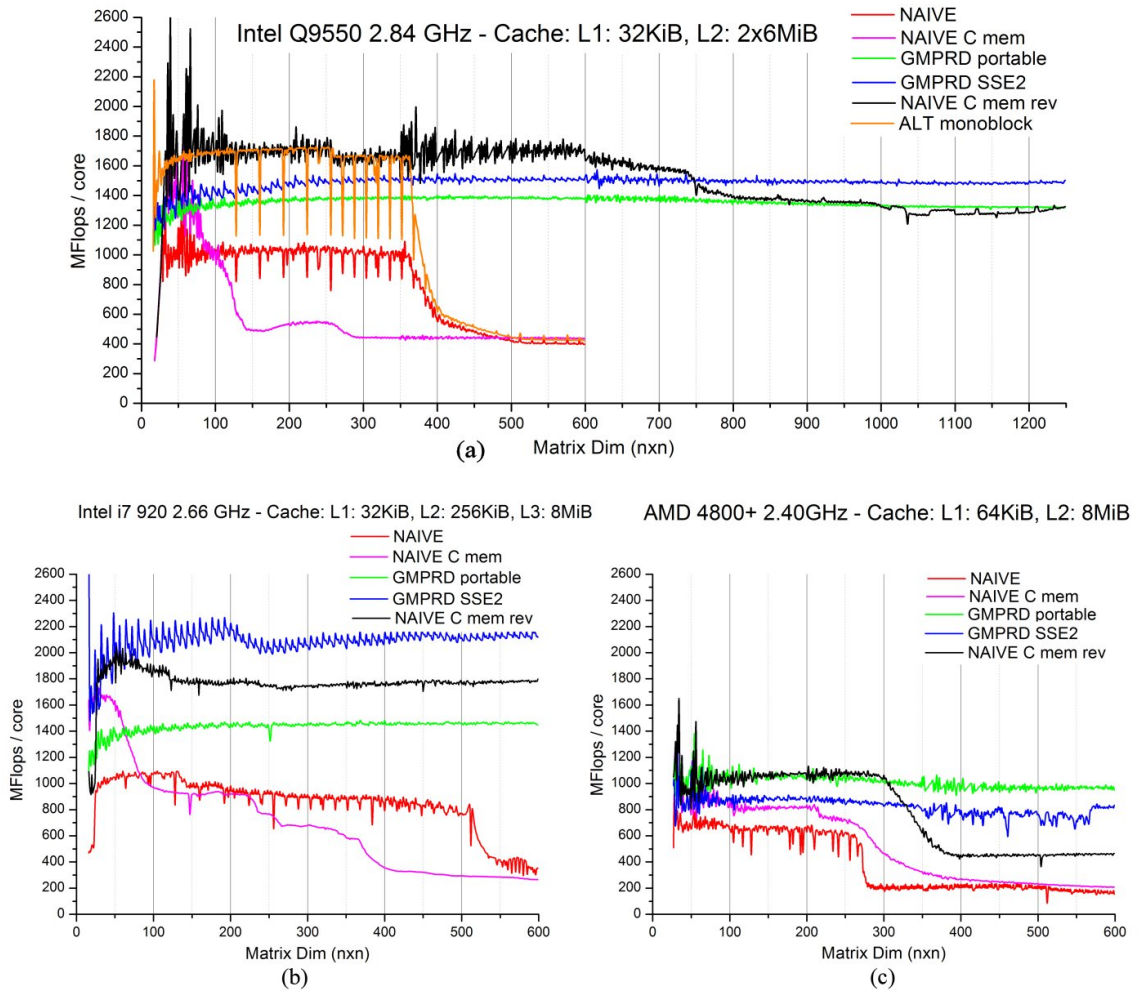 Intel Q9550 2.84 GHz - Cache: L1: 32KiB, L2: 2x6MiB
NAIVE
NAIVE C mem
GMPRD portable
GMPRD SSE2
NAIVE C mem rev
ALT monoblock
MFlops / core
2600
2400
2200
2000
1800
1600
1400
1200
1000
800
600
400
200
0
0 100 200 300 400 500 600 700 800 900 1000 1100 1200
Matrix Dim (nxn)
(a)
Intel i7 920 2.66 GHz - Cache: L1: 32KiB, L2: 256KiB, L3: 8MiB
NAIVE
NAIVE C mem
GMPRD portable
GMPRD SSE2
NAIVE C mem rev
MFlops / core
2600
2400
2200
2000
1800
1600
1400
1200
1000
800
600
400
200
0
0 100 200 300 400 500 600
Matrix Dim (nxn)
(b)
AMD 4800+ 2.40GHz - Cache: L1: 64KiB, L2: 8MiB
NAIVE
NAIVE C mem
GMPRD portable
GMPRD SSE2
NAIVE C mem rev
MFlops / core
2600
2400
2200
2000
1800
1600
1400
1200
1000
800
600
400
200
0
0 100 200 300 400 500 600
Matrix Dim (nxn)
(c)